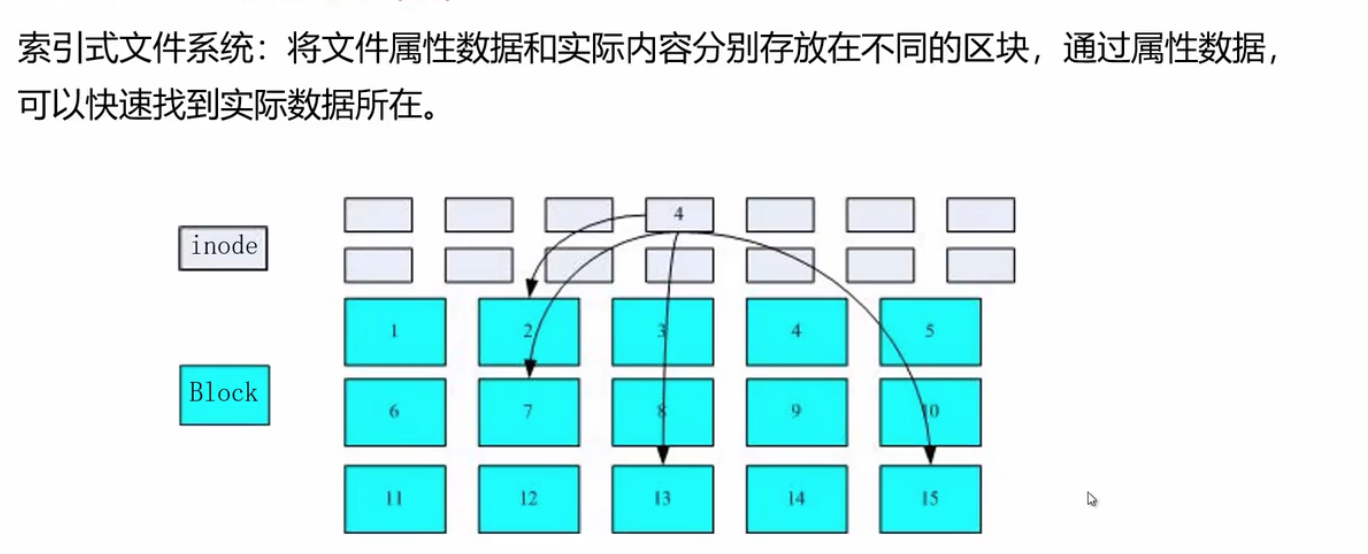 索引式文件系统：将文件属性数据和实际内容分别存放在不同的区块，通过属性数据，
可以快速找到实际数据所在。
4
inode
1 2 3 4 5
Block
6 7 8 9 10
11 12 13 14 15